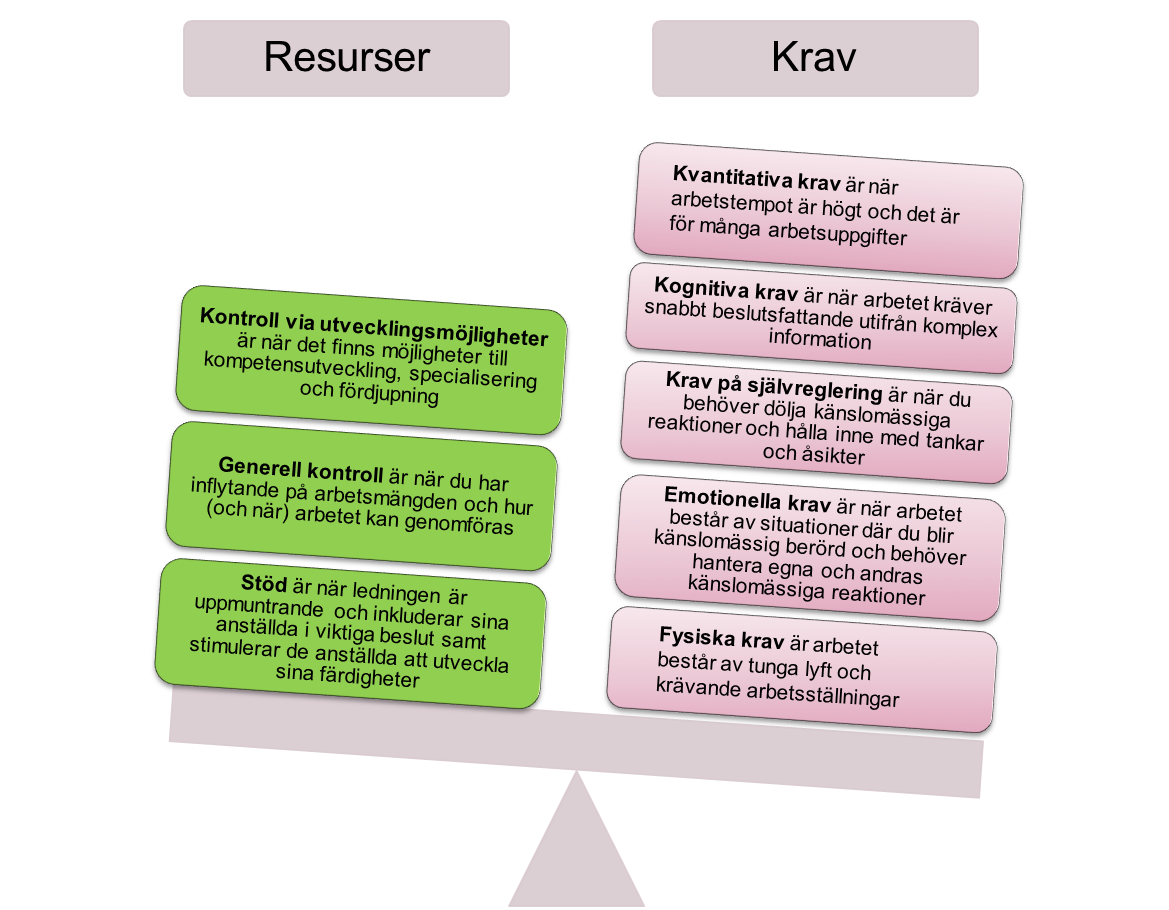 Resurser
Krav
Kontroll via utvecklingsmöjligheter
är när det finns möjligheter till
kompetensutveckling, specialisering
och fördjupning
Generell kontroll är när du har
inflytande på arbetsmängden och hur
(och när) arbetet kan genomföras
Stöd är när ledningen är
uppmuntrande och inkluderar sina
anställda i viktiga beslut samt
stimulerar de anställda att utveckla
sina färdigheter
Kvantitativa krav är när
arbetstempot är högt och det är
för många arbetsuppgifter
Kognitiva krav är när arbetet kräver
snabbt beslutsfattande utifrån komplex
information
Krav på självreglering är när du
behöver dölja känslomässiga
reaktioner och hålla inne med tankar
och åsikter
Emotionella krav är när arbetet
består av situationer där du blir
känslomässig berörd och behöver
hantera egna och andras
känslomässiga reaktioner
Fysiska krav är arbetet
består av tunga lyft och
krävande arbetsställningar